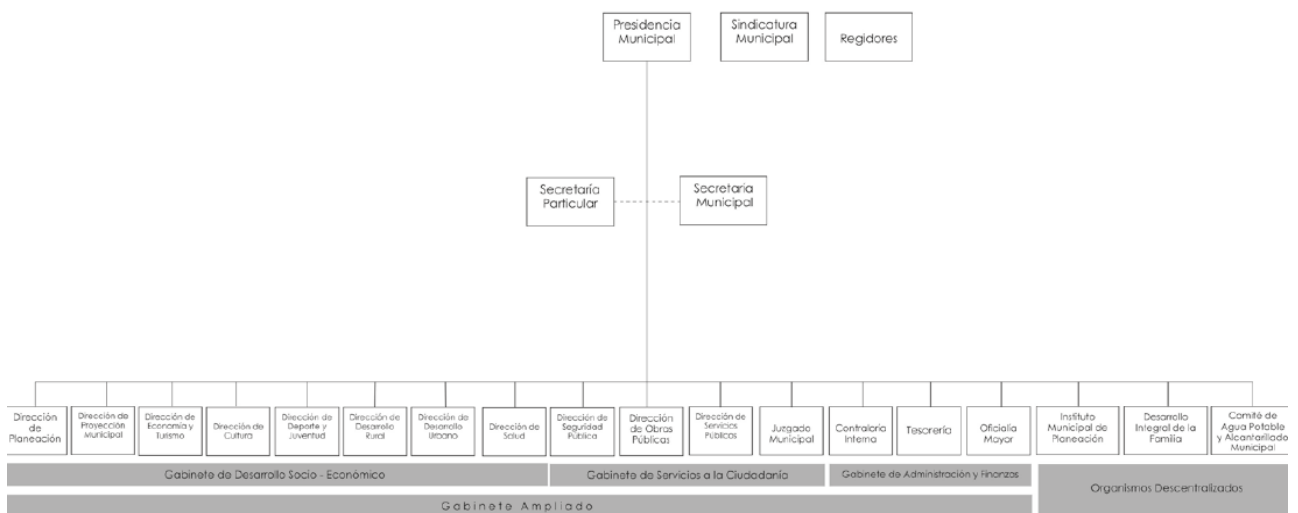 Presidencia
Municipal
Sindicatura
Municipal
Regidores
Secretaría
Particular
Secretaria
Municipal
Dirección
de
Planeación
Dirección de
Proyección
Municipal
Dirección de
Economía y
Turismo
Dirección de
Cultura
Dirección de
Deporte y
Juventud
Dirección de
Desarrollo
Rural
Dirección de
Desarrollo
Urbano
Dirección de
Salud
Dirección de
Seguridad
Pública
Dirección
de Obras
Públicas
Dirección de
Servicios
Públicos
Juzgado
Municipal
Contraloría
Interna
Tesorería
Oficialía
Mayor
Instituto
Municipal de
Planeación
Desarrollo
Integral de la
Familia
Comité de
Agua Potable
y Alcantarillado
Municipal
Gabinete de Desarrollo Socio - Económico
Gabinete de Servicios a la Ciudadanía
Gabinete de Administración y Finanzas
Organismos Descentralizados
Gabinete Ampliado